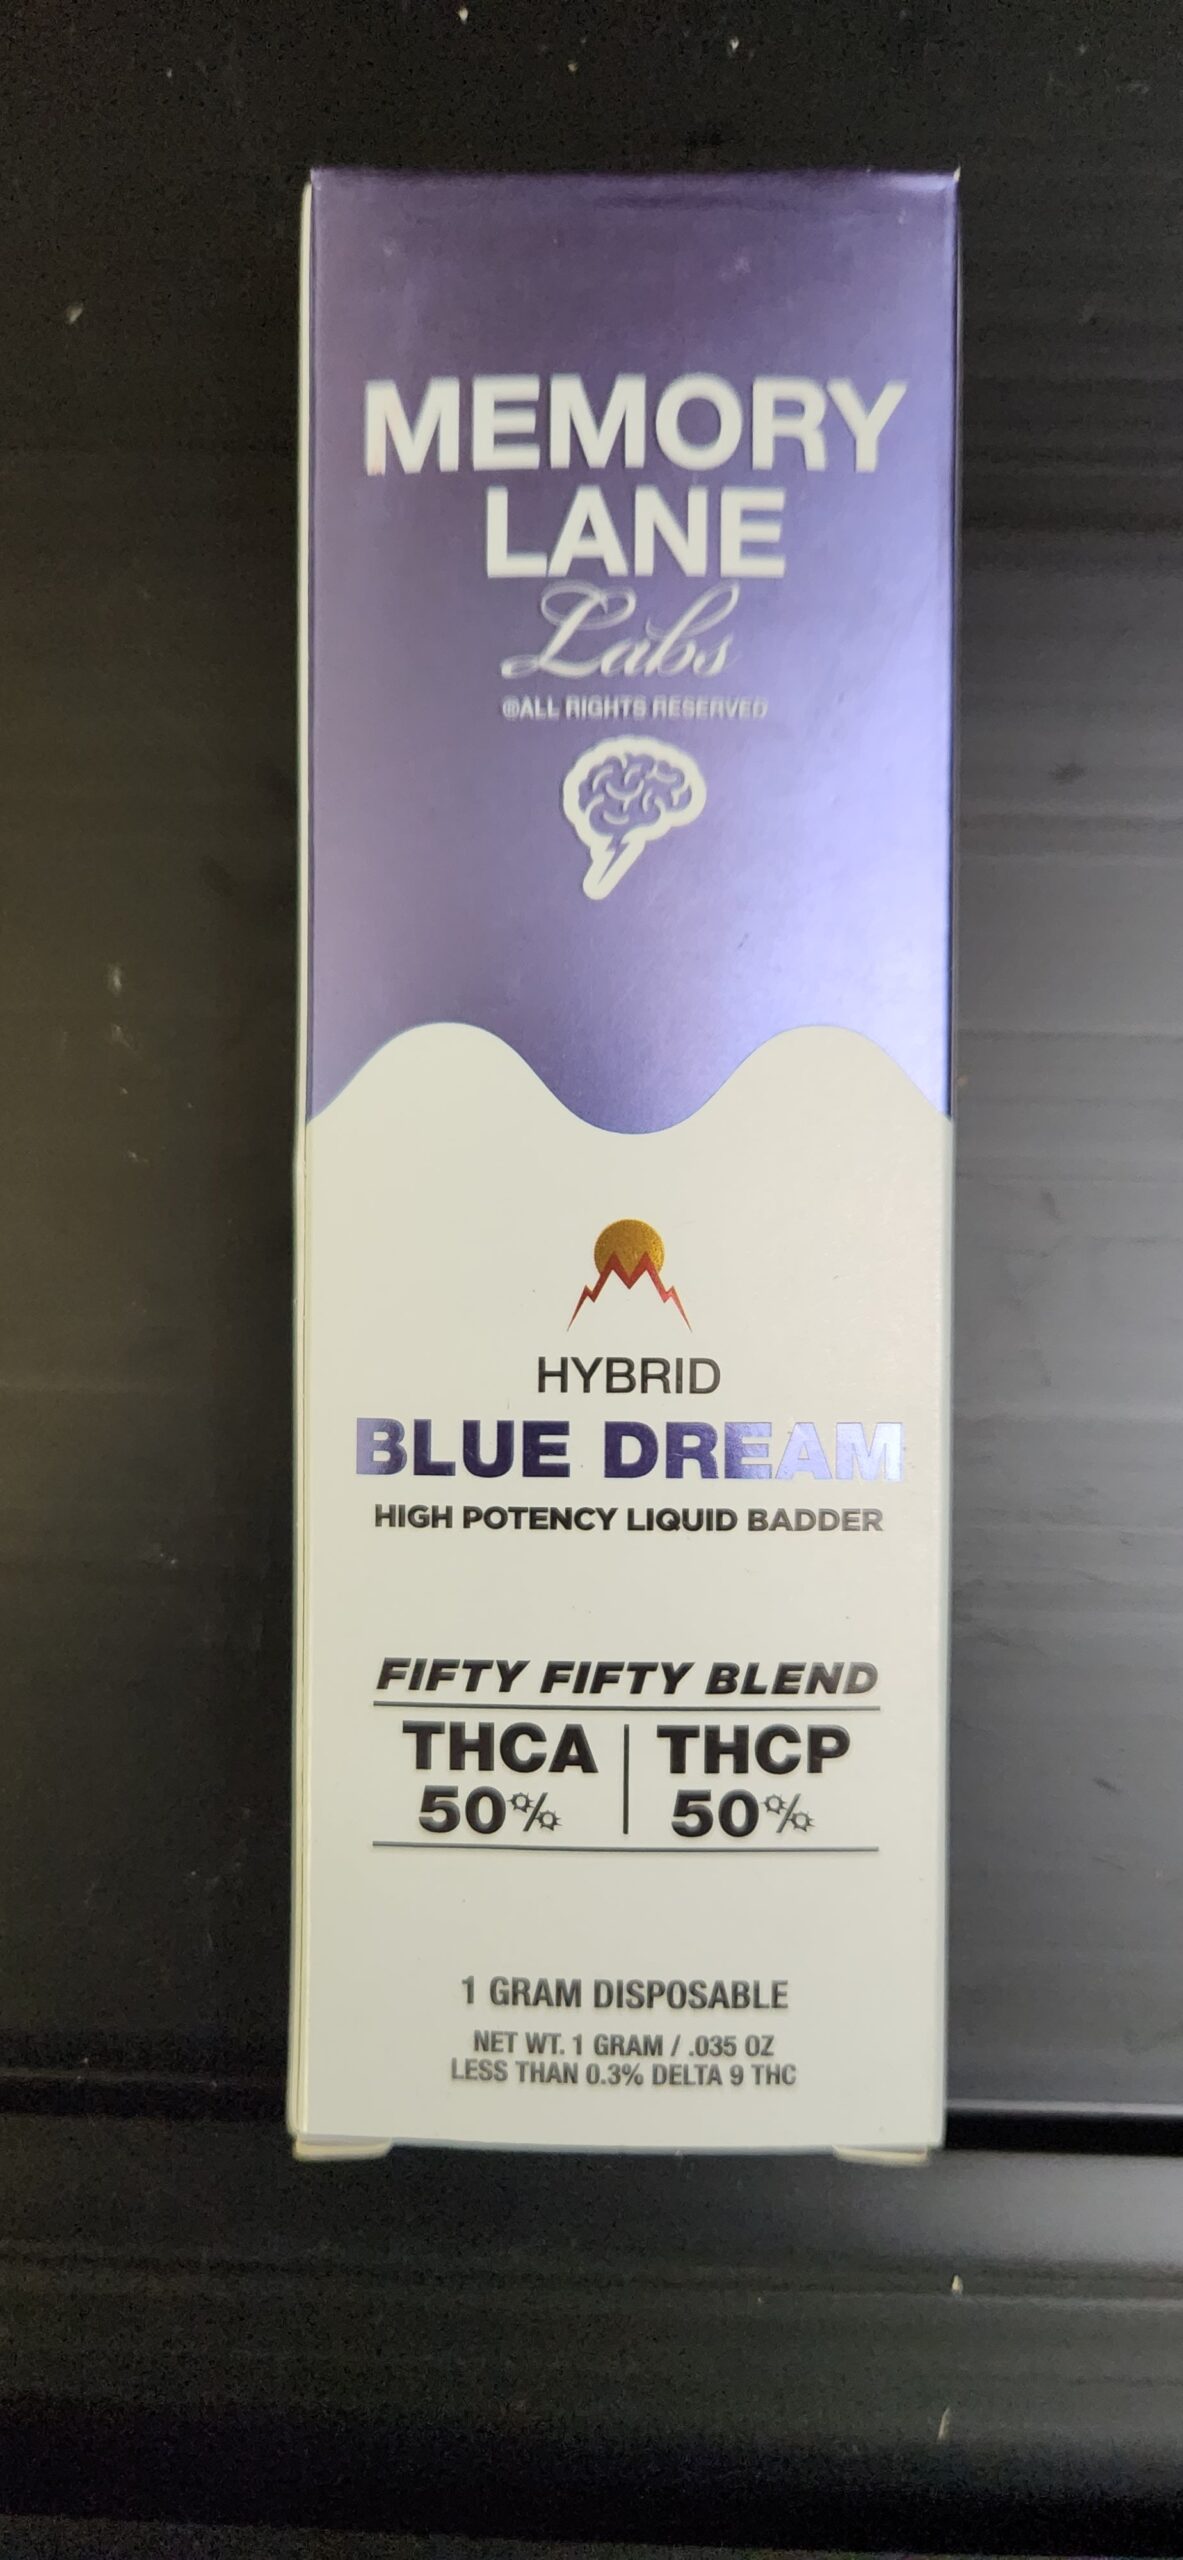 MEMORY
LANE
Labs
®ALL RIGHTS RESERVED
HYBRID
BLUE DREAM
HIGH POTENCY LIQUID BADDER
FIFTY FIFTY BLEND
THCA | THCP
50% | 50%
1 GRAM DISPOSABLE
NET WT. 1 GRAM / .035 OZ
LESS THAN 0.3% DELTA 9 THC